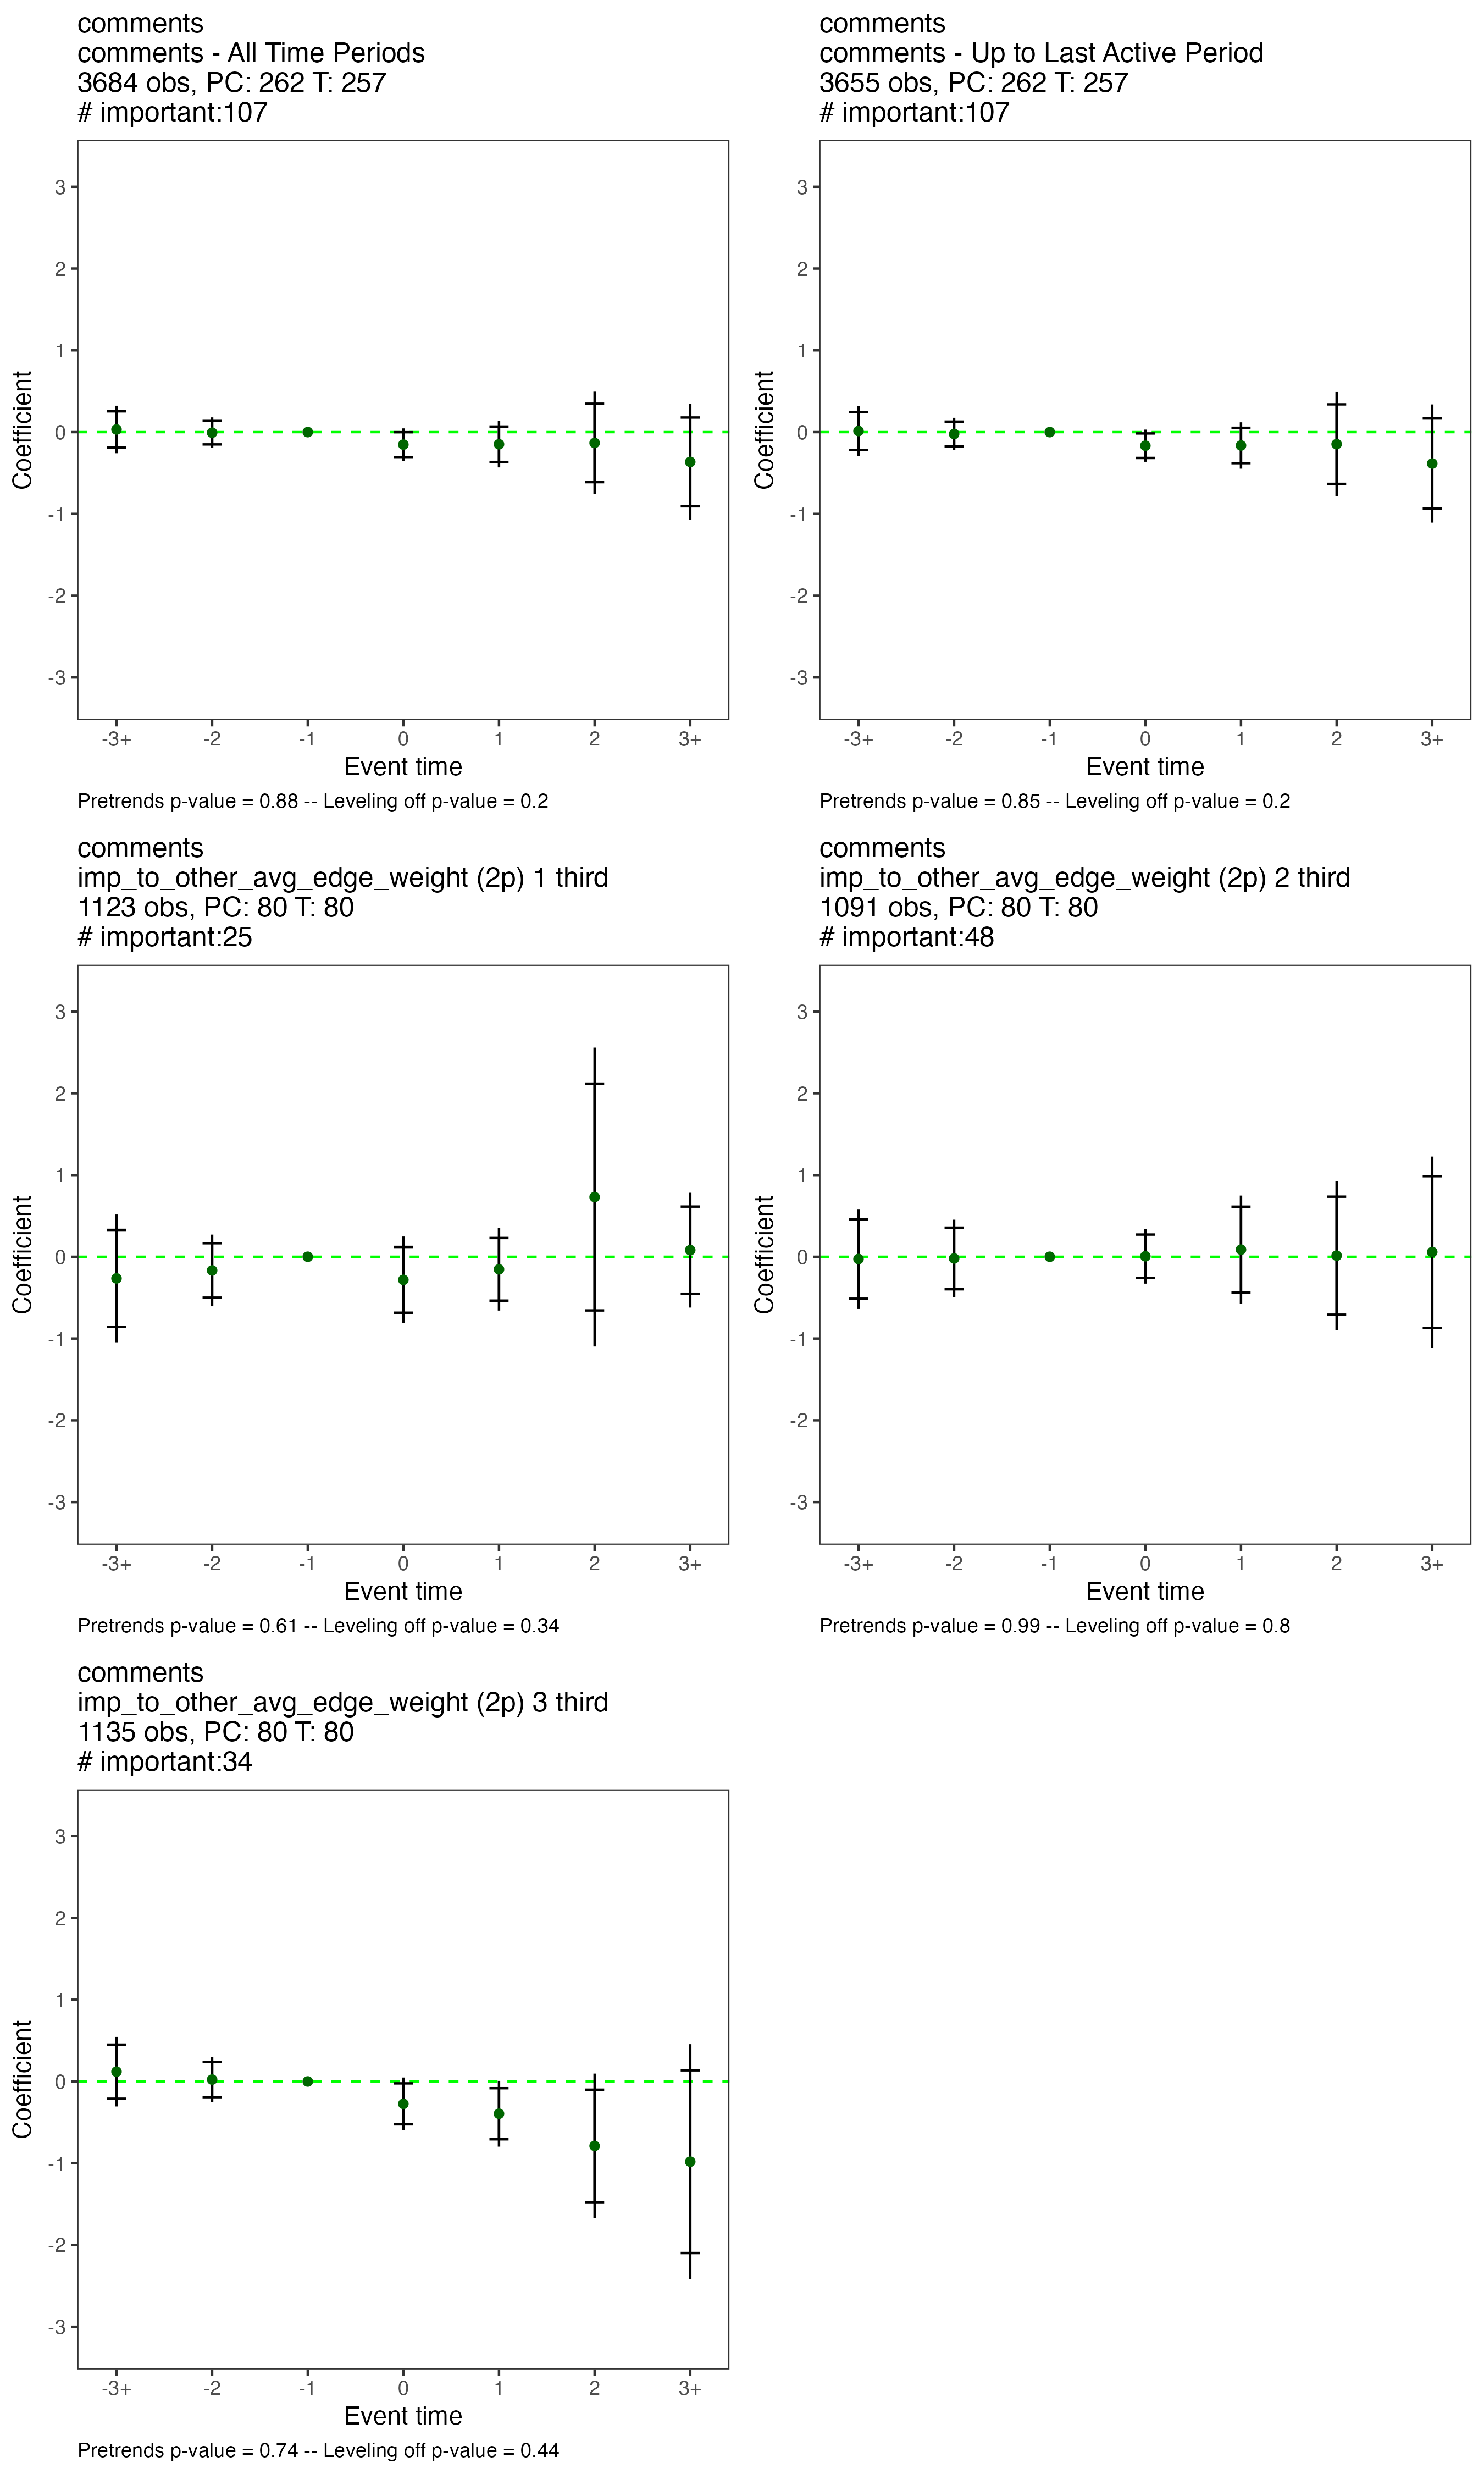 comments
comments - All Time Periods
3684 obs, PC: 262 T: 257
# important:107
3
2
1
0
-1
-2
-3
Coefficient
-3+
-2
-1
0
1
2
3+
Event time
Pretrends p-value = 0.88 -- Leveling off p-value = 0.2
comments
comments - Up to Last Active Period
3655 obs, PC: 262 T: 257
# important:107
3
2
1
0
-1
-2
-3
Coefficient
-3+
-2
-1
0
1
2
3+
Event time
Pretrends p-value = 0.85 -- Leveling off p-value = 0.2
comments
imp_to_other_avg_edge_weight (2p) 1 third
1123 obs, PC: 80 T: 80
# important:25
3
2
1
0
-1
-2
-3
Coefficient
-3+
-2
-1
0
1
2
3+
Event time
Pretrends p-value = 0.61 -- Leveling off p-value = 0.34
comments
imp_to_other_avg_edge_weight (2p) 2 third
1091 obs, PC: 80 T: 80
# important:48
3
2
1
0
-1
-2
-3
Coefficient
-3+
-2
-1
0
1
2
3+
Event time
Pretrends p-value = 0.99 -- Leveling off p-value = 0.8
comments
imp_to_other_avg_edge_weight (2p) 3 third
1135 obs, PC: 80 T: 80
# important:34
3
2
1
0
-1
-2
-3
Coefficient
-3+
-2
-1
0
1
2
3+
Event time
Pretrends p-value = 0.74 -- Leveling off p-value = 0.44